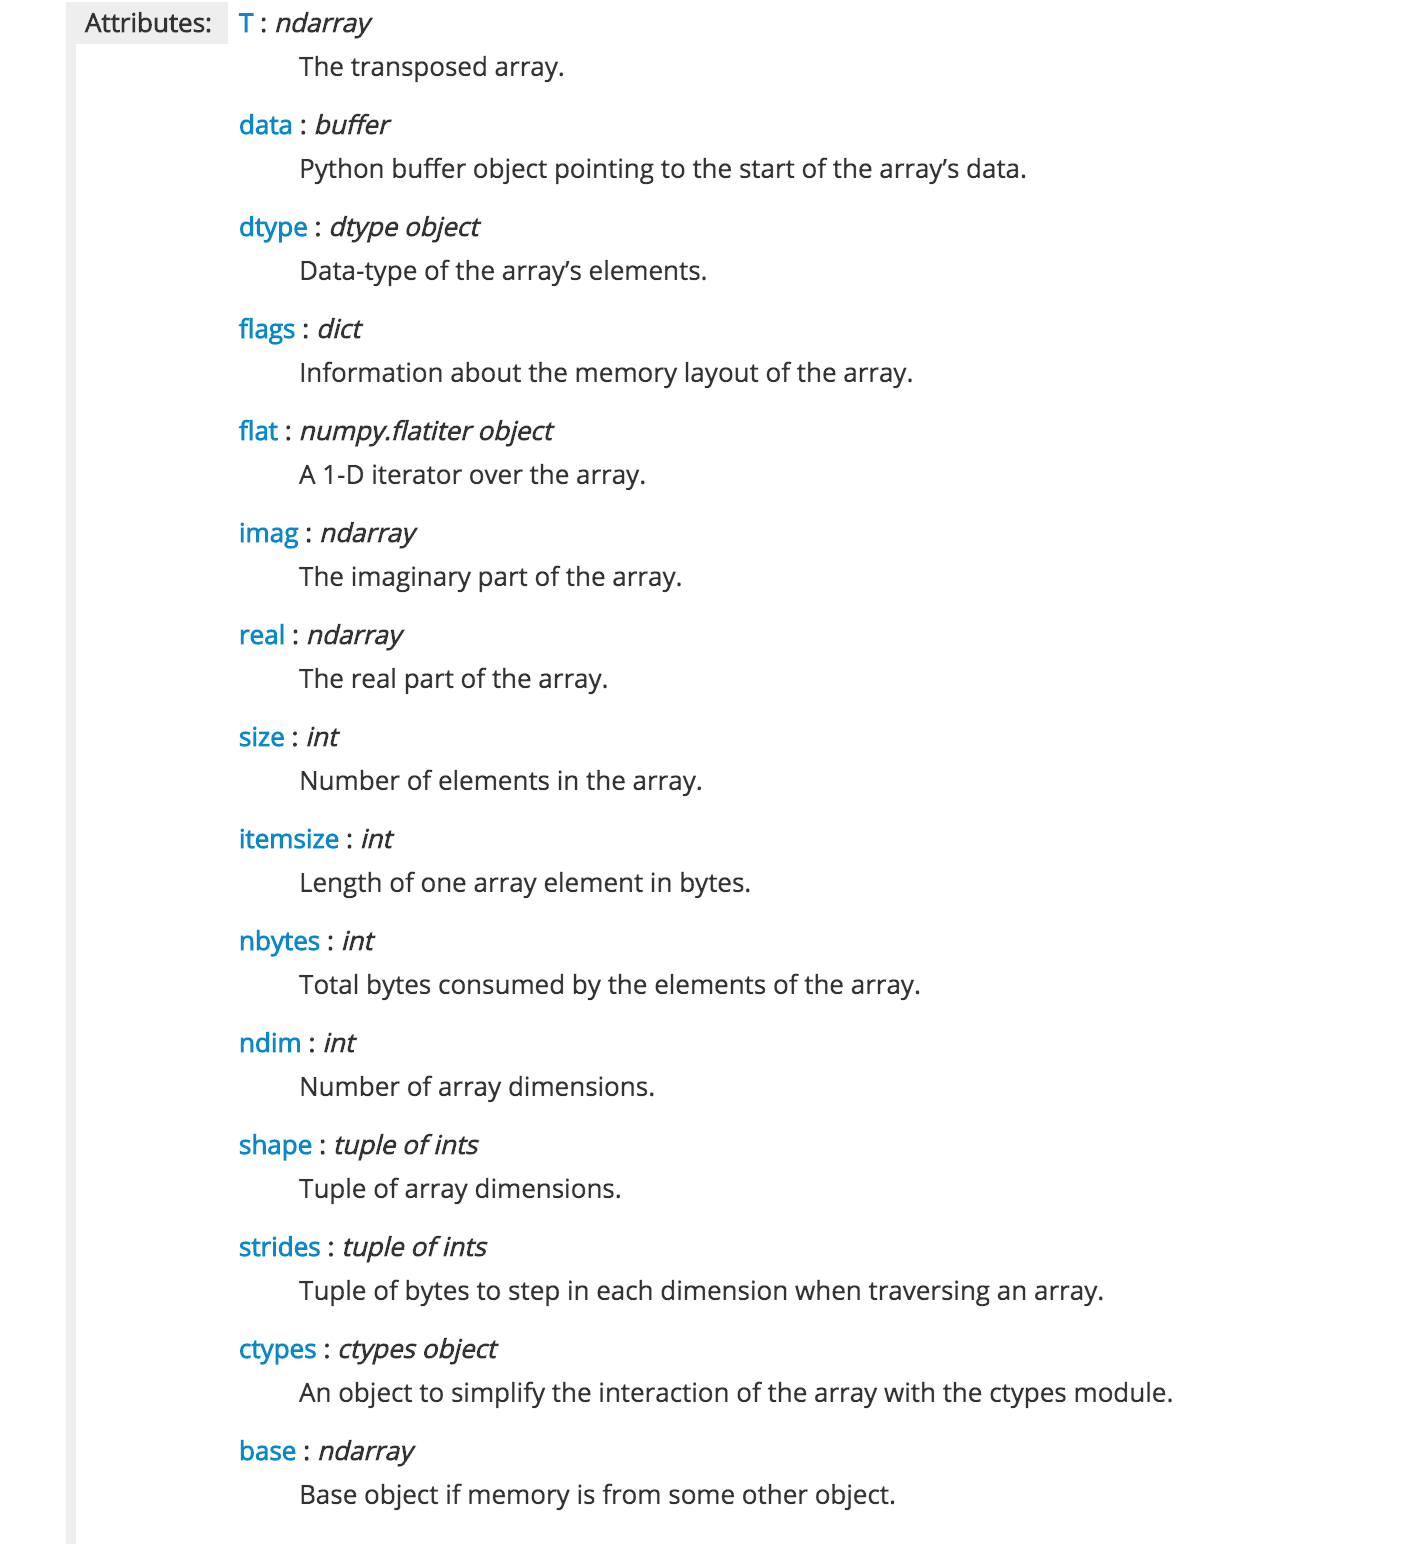 Attributes: T : ndarray
The transposed array.
data : buffer
Python buffer object pointing to the start of the array’s data.
dtype : dtype object
Data-type of the array’s elements.
flags : dict
Information about the memory layout of the array.
flat : numpy.flatiter object
A 1-D iterator over the array.
imag : ndarray
The imaginary part of the array.
real : ndarray
The real part of the array.
size : int
Number of elements in the array.
itemsize : int
Length of one array element in bytes.
nbytes : int
Total bytes consumed by the elements of the array.
ndim : int
Number of array dimensions.
shape : tuple of ints
Tuple of array dimensions.
strides : tuple of ints
Tuple of bytes to step in each dimension when traversing an array.
ctypes : ctypes object
An object to simplify the interaction of the array with the ctypes module.
base : ndarray
Base object if memory is from some other object.